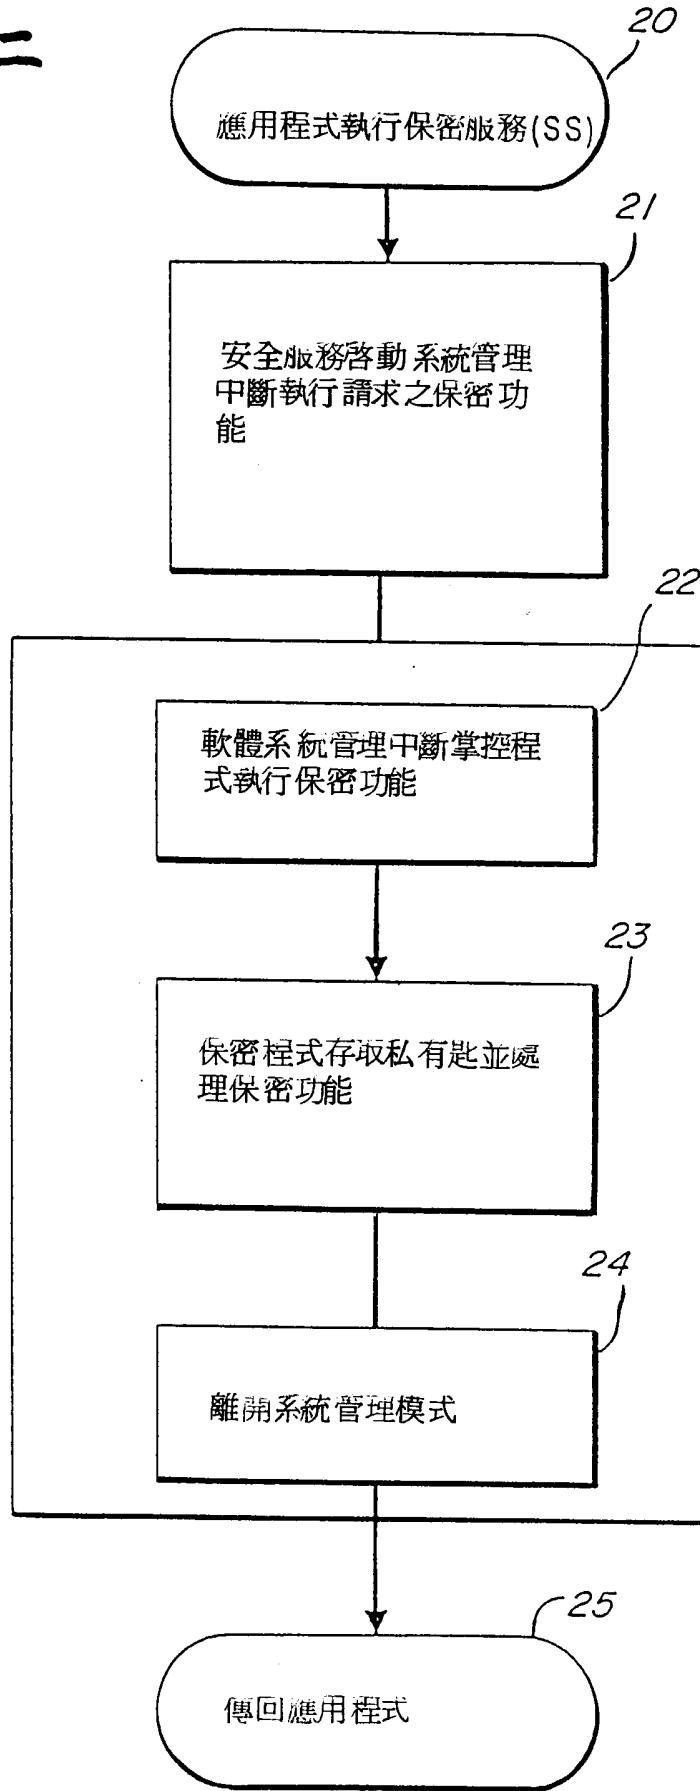 二
20
應用程式執行保密服務(SS)
21
安全服務啓動系統管理
中斷執行請求之保密功
能
22
軟體系統管理中斷掌控程
式執行保密功能
23
保密程式存取私有匙並處
理保密功能
24
離開系統管理模式
25
傳回應用程式